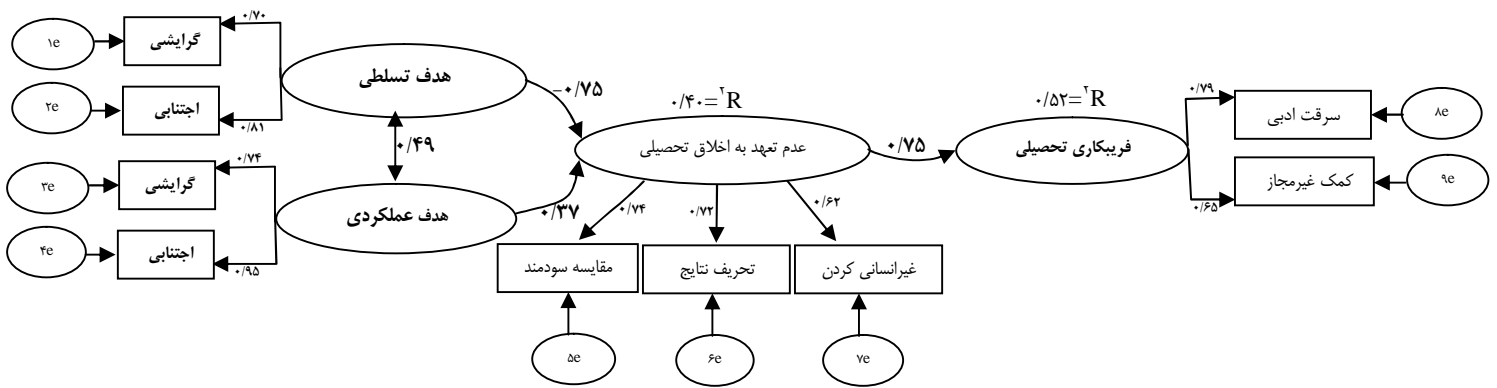 ۱e
گرایشی
۰/۷۰
۲e
اجتنابی
۰/۸۱
هدف تسلطی
-۰/۷۵
۰/۴۹
۳e
گرایشی
۰/۷۴
۴e
اجتنابی
۰/۹۵
هدف عملکردی
۰/۳۷
۰/۴۰=۲R
عدم تعهد به اخلاق تحصیلی
۰/۷۵
۰/۷۴
۰/۷۲
۰/۶۲
مقایسه سودمند
تحریف نتایج
غیرانسانی کردن
۵e
۶e
۷e
۰/۵۲=۲R
فریبکاری تحصیلی
۰/۷۹
سرقت ادبی
۸e
۰/۶۵
کمک غیرمجاز
۹e